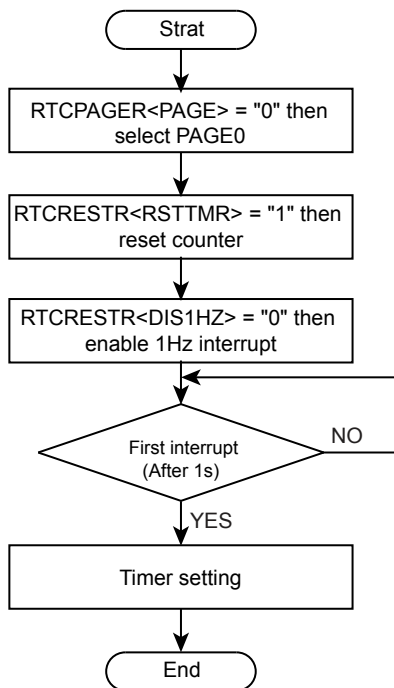 Strat
RTCPAGER<PAGE> = "0" then
select PAGE0
RTCRESTR<RSTTMR> = "1" then
reset counter
RTCRESTR<DIS1HZ> = "0" then
enable 1Hz interrupt
First interrupt
(After 1s)
NO
YES
Timer setting
End